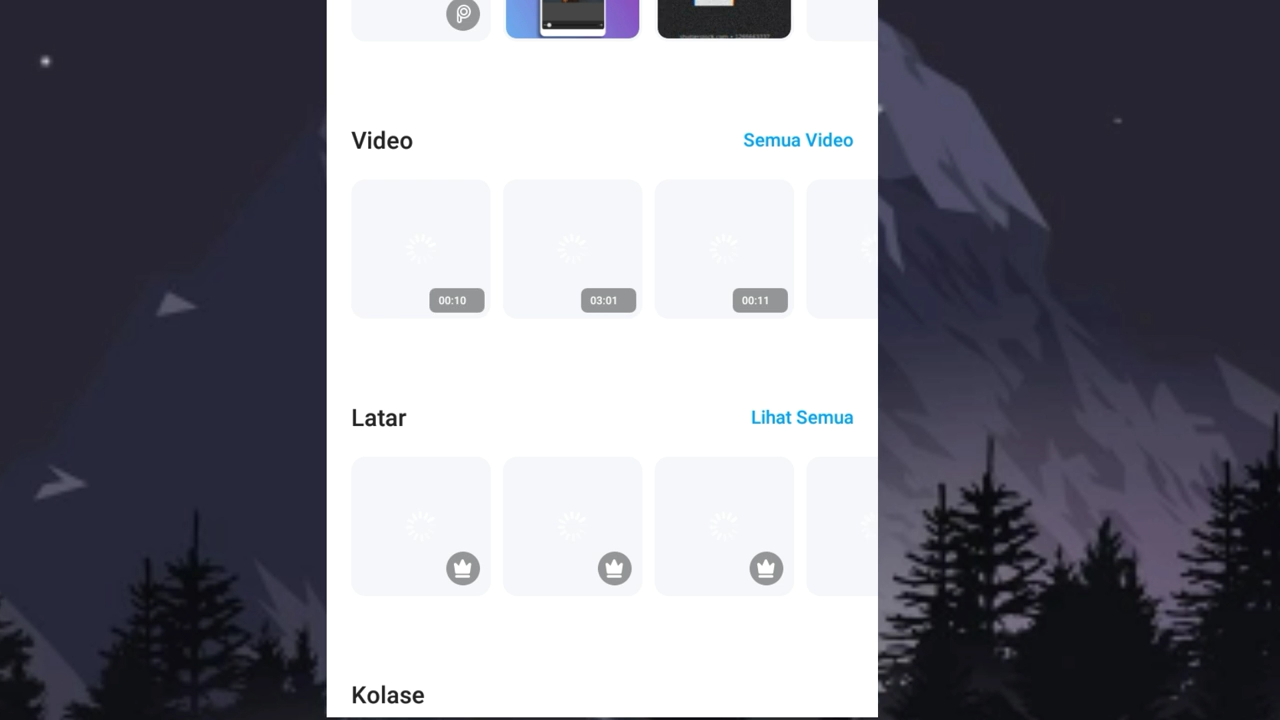 Video
Semua Video
00:10
03:01
00:11
Latar
Lihat Semua
Kolase